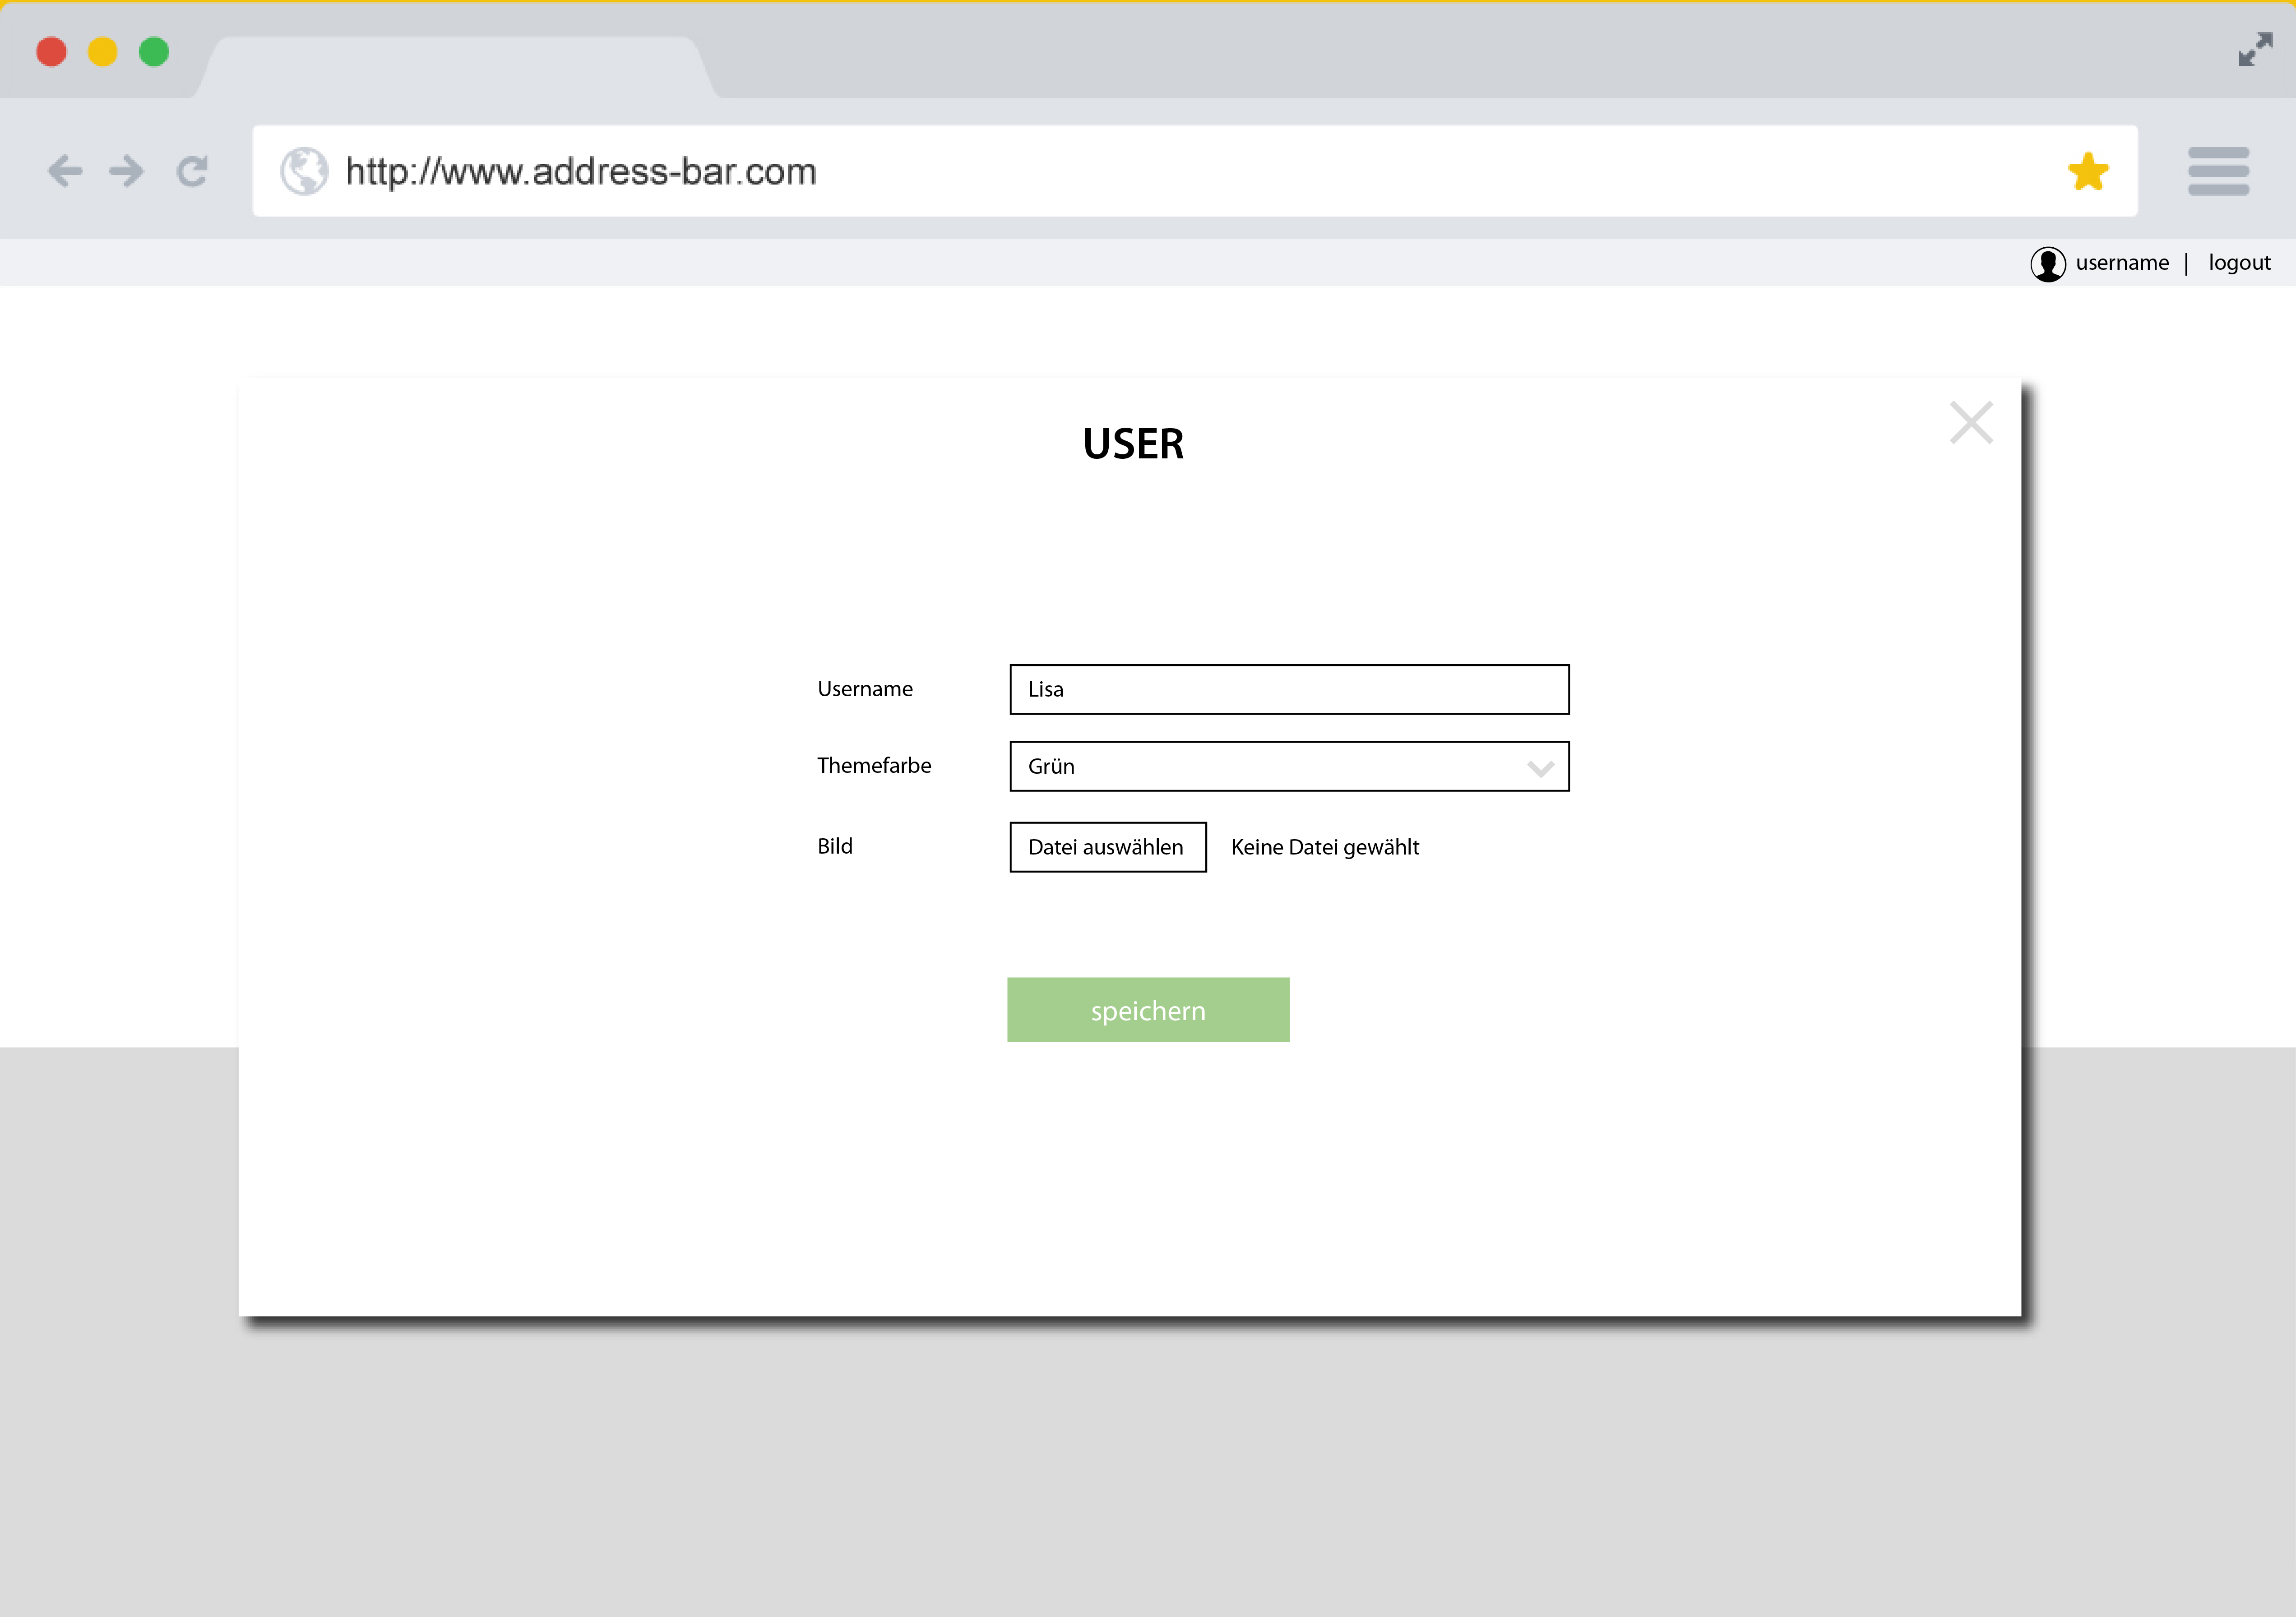 http://www.address-bar.com
username | logout
USER
Username Lisa
Themefarbe Grün
Bild Datei auswählen Keine Datei gewählt
speichern